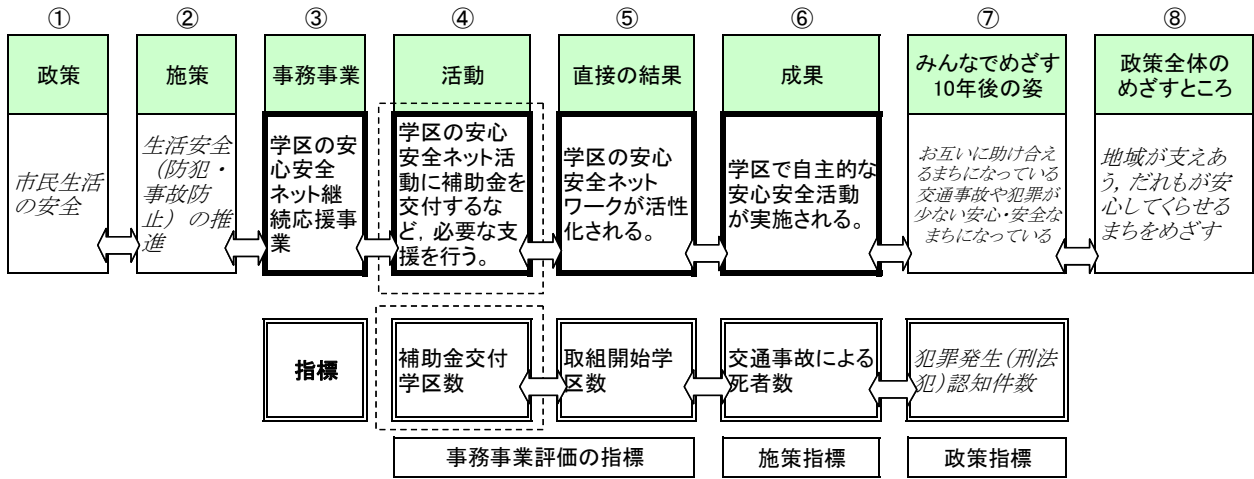 ① ② ③ ④ ⑤ ⑥ ⑦ ⑧
政策
施策
事務事業
活動
直接の結果
成果
みんなでめざす
10年後の姿
政策全体の
めざすところ
市民生活
の安全
生活安全
(防犯・
事故防
止)の推
進
学区の安
心安全
ネット継
続応援事
業
学区の安心
安全ネット活
動に補助金を
交付するな
ど，必要な支
援を行う。
学区の安心
安全ネット
ワークが活性
化される。
学区で自主的な
安心安全活動
が実施される。
お互いに助け合え
るまちになっている
交通事故や犯罪が
少ない安心・安全な
まちになっている
地域が支えあ
う，だれもが安
心してくらせる
まちをめざす
指標
補助金交付
学区数
取組開始学
区数
交通事故による
死者数
犯罪発生(刑法
犯)認知件数
事務事業評価の指標
施策指標
政策指標